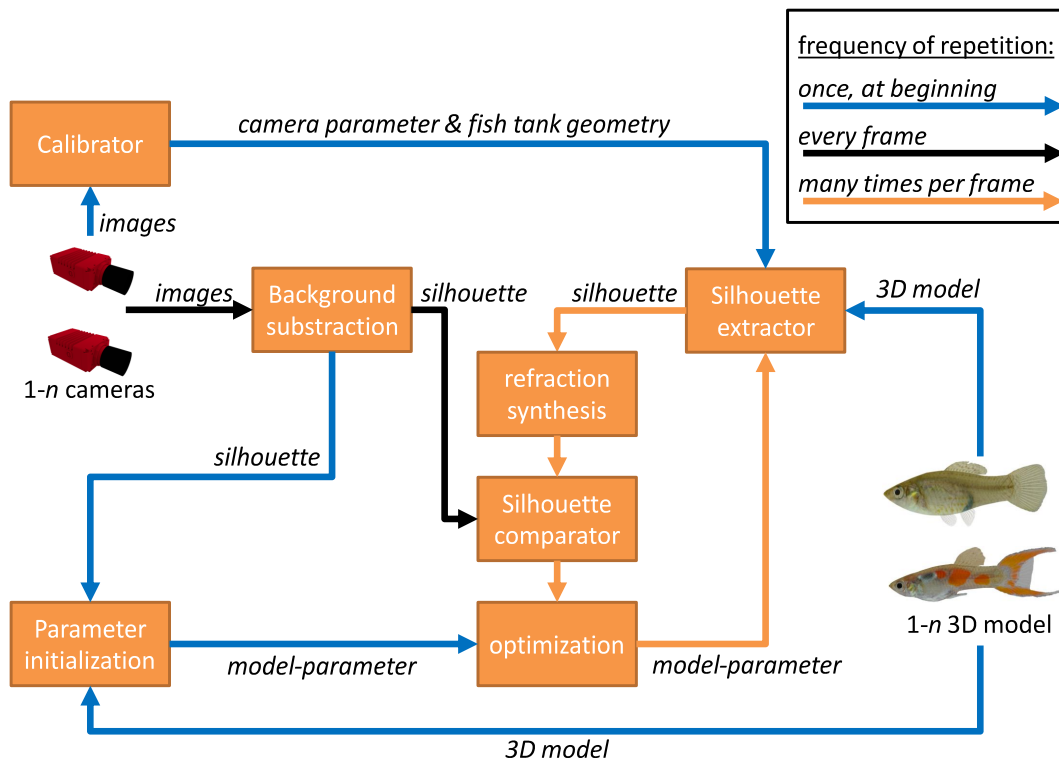 frequency of repetition:
once, at beginning
every frame
many times per frame
Calibrator
camera parameter & fish tank geometry
images
1-n cameras
images
Background
substraction
silhouette
silhouette
Silhouette
extractor
3D model
refraction
synthesis
silhouette
Silhouette
comparator
Parameter
initialization
model-parameter
optimization
model-parameter
1-n 3D model
3D model